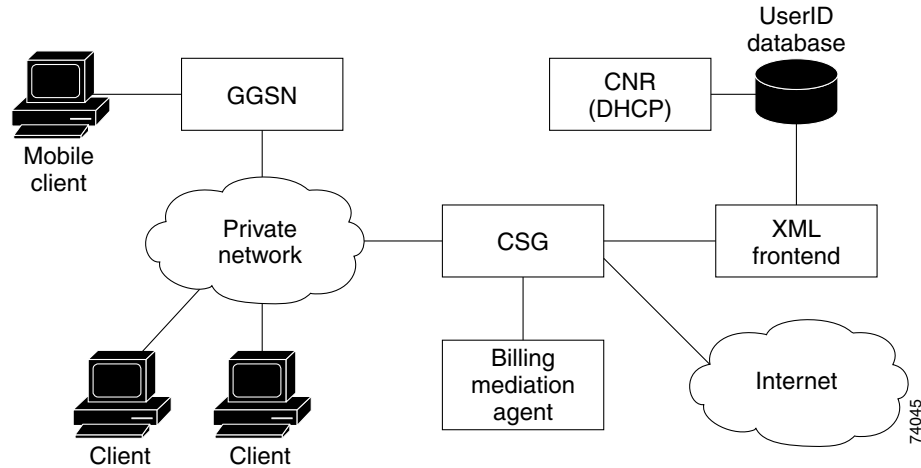 UserID
database
GGSN
CNR
(DHCP)
Mobile
client
Private
network
CSG
XML
frontend
Billing
mediation
agent
Internet
Client
Client
74045